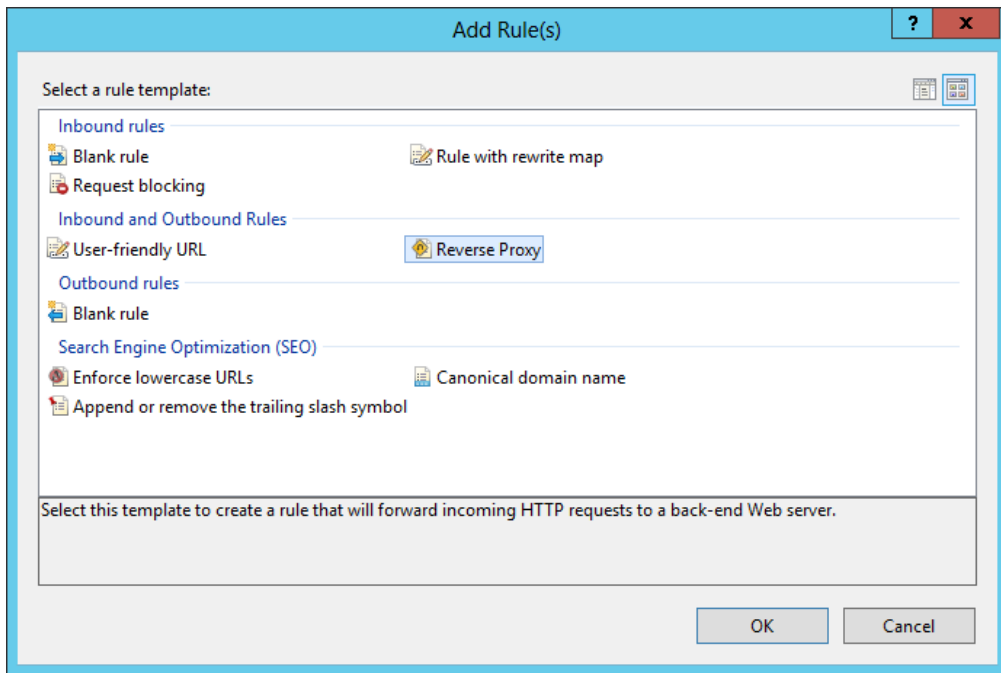 Add Rule(s)
?
x
Select a rule template:
Inbound rules
Blank rule
Rule with rewrite map
Request blocking
Inbound and Outbound Rules
User-friendly URL
Reverse Proxy
Outbound rules
Blank rule
Search Engine Optimization (SEO)
Enforce lowercase URLs
Canonical domain name
Append or remove the trailing slash symbol
Select this template to create a rule that will forward incoming HTTP requests to a back-end Web server.
OK
Cancel